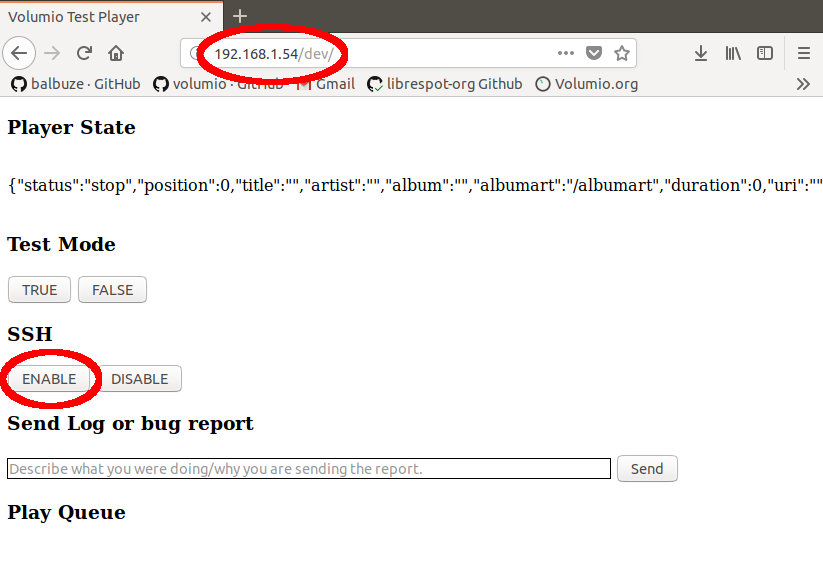 Volumio Test Player
192.168.1.54/dev/
balbuze · GitHub volumio · GitHub Gmail librespot-org Github Volumio.org
Player State
{"status":"stop","position":0,"title":"","artist":"","album":"","albumart":"/albumart","duration":0,"uri":""
Test Mode
TRUE FALSE
SSH
ENABLE DISABLE
Send Log or bug report
Describe what you were doing/why you are sending the report. Send
Play Queue